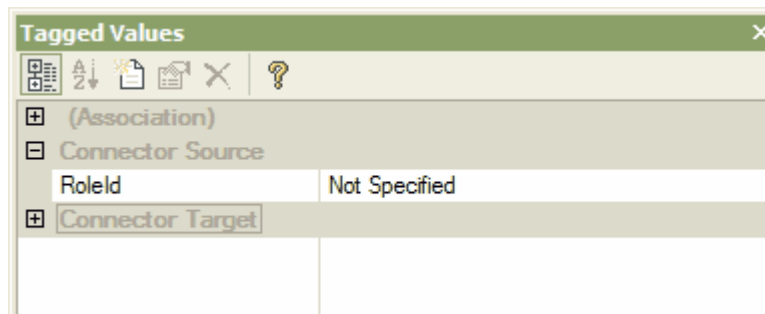 Tagged Values
(Association)
Connector Source
RoleId Not Specified
Connector Target